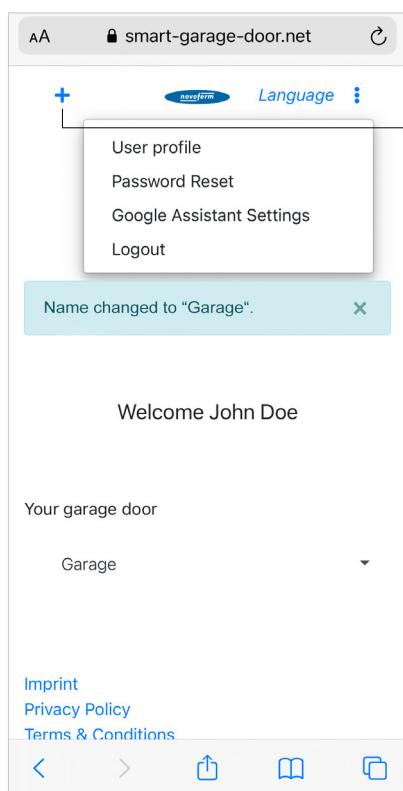 AA smart-garage-door.net
+ novoferm Language
User profile
Password Reset
Google Assistant Settings
Logout
Name changed to “Garage“. ×
Welcome John Doe
Your garage door
Garage
Imprint
Privacy Policy
Terms & Conditions